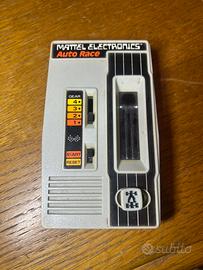 MATTEL ELECTRONICS®
Auto Race
GEAR
4
3
2
1
START
RESET
subito